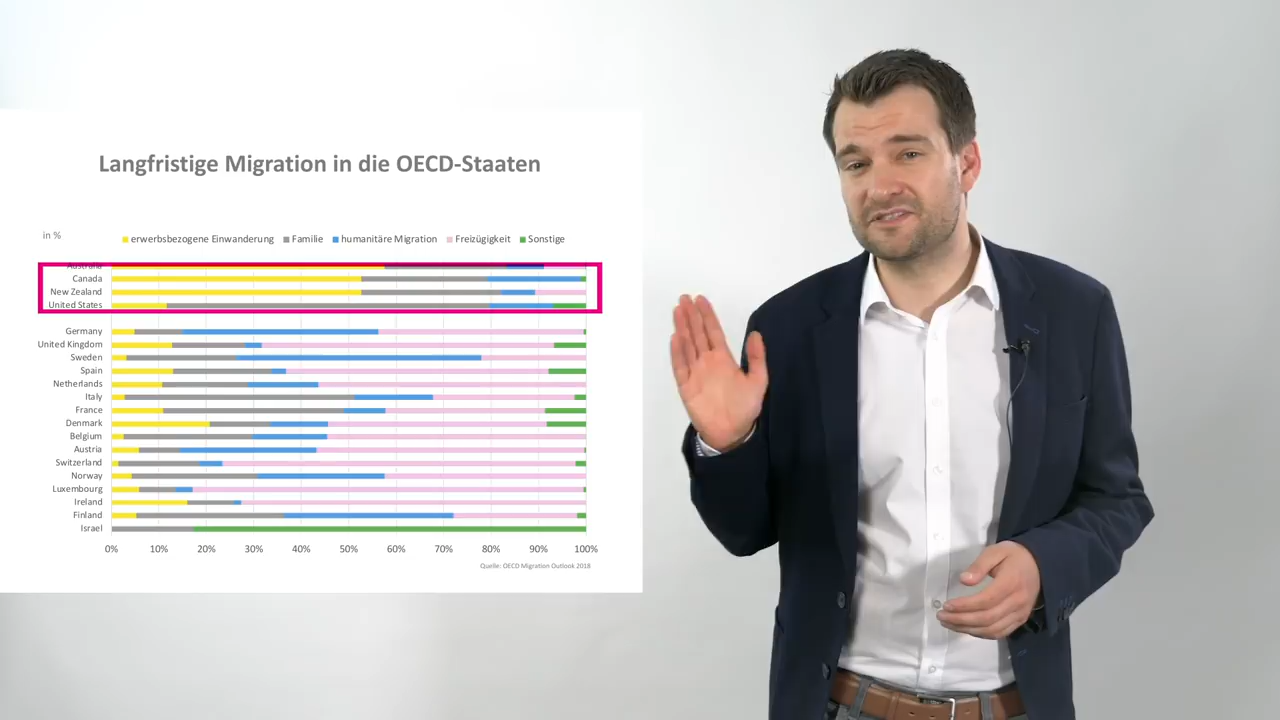 Langfristige Migration in die OECD-Staaten
in %
erwerbsbezogene Einwanderung Familie humanitäre Migration Freizügigkeit Sonstige
Australia
Canada
New Zealand
United States
Germany
United Kingdom
Sweden
Spain
Netherlands
Italy
France
Denmark
Belgium
Austria
Switzerland
Norway
Luxembourg
Ireland
Finland
Israel
0% 10% 20% 30% 40% 50% 60% 70% 80% 90% 100%
Quelle: OECD Migration Outlook 2018